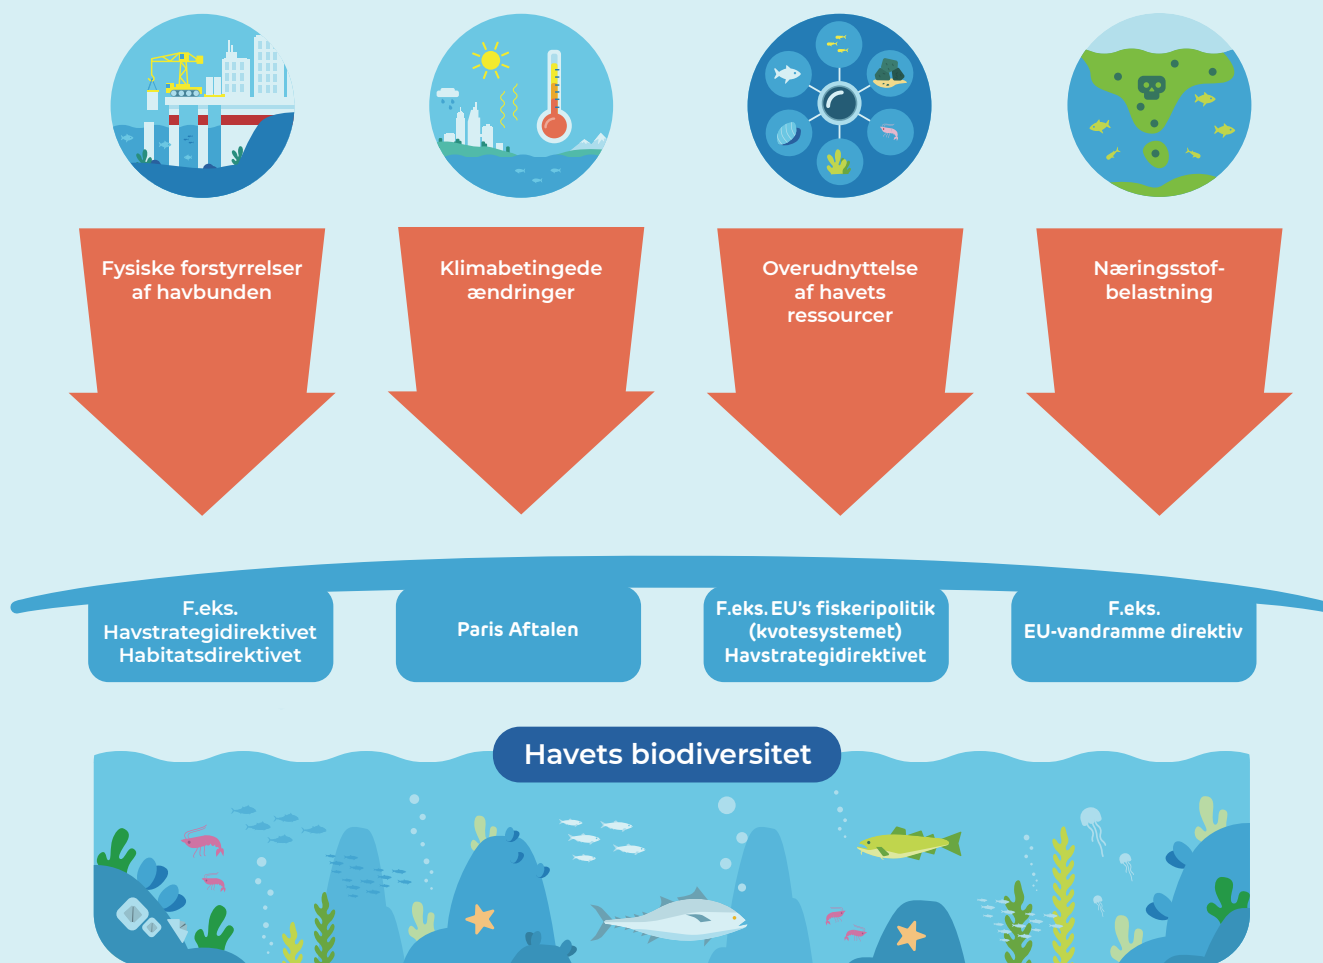 Fysiske forstyrrelser
af havbunden
Klimabetingede
ændringer
Overudnyttelse
af havets
ressourcer
Næringsstof-
belastning
F.eks.
Havstrategidirektivet
Habitatsdirektivet
Paris Aftalen
F.eks. EU's fiskeripolitik
(kvotesystemet)
Havstrategidirektivet
F.eks.
EU-vandramme direktiv
Havets biodiversitet